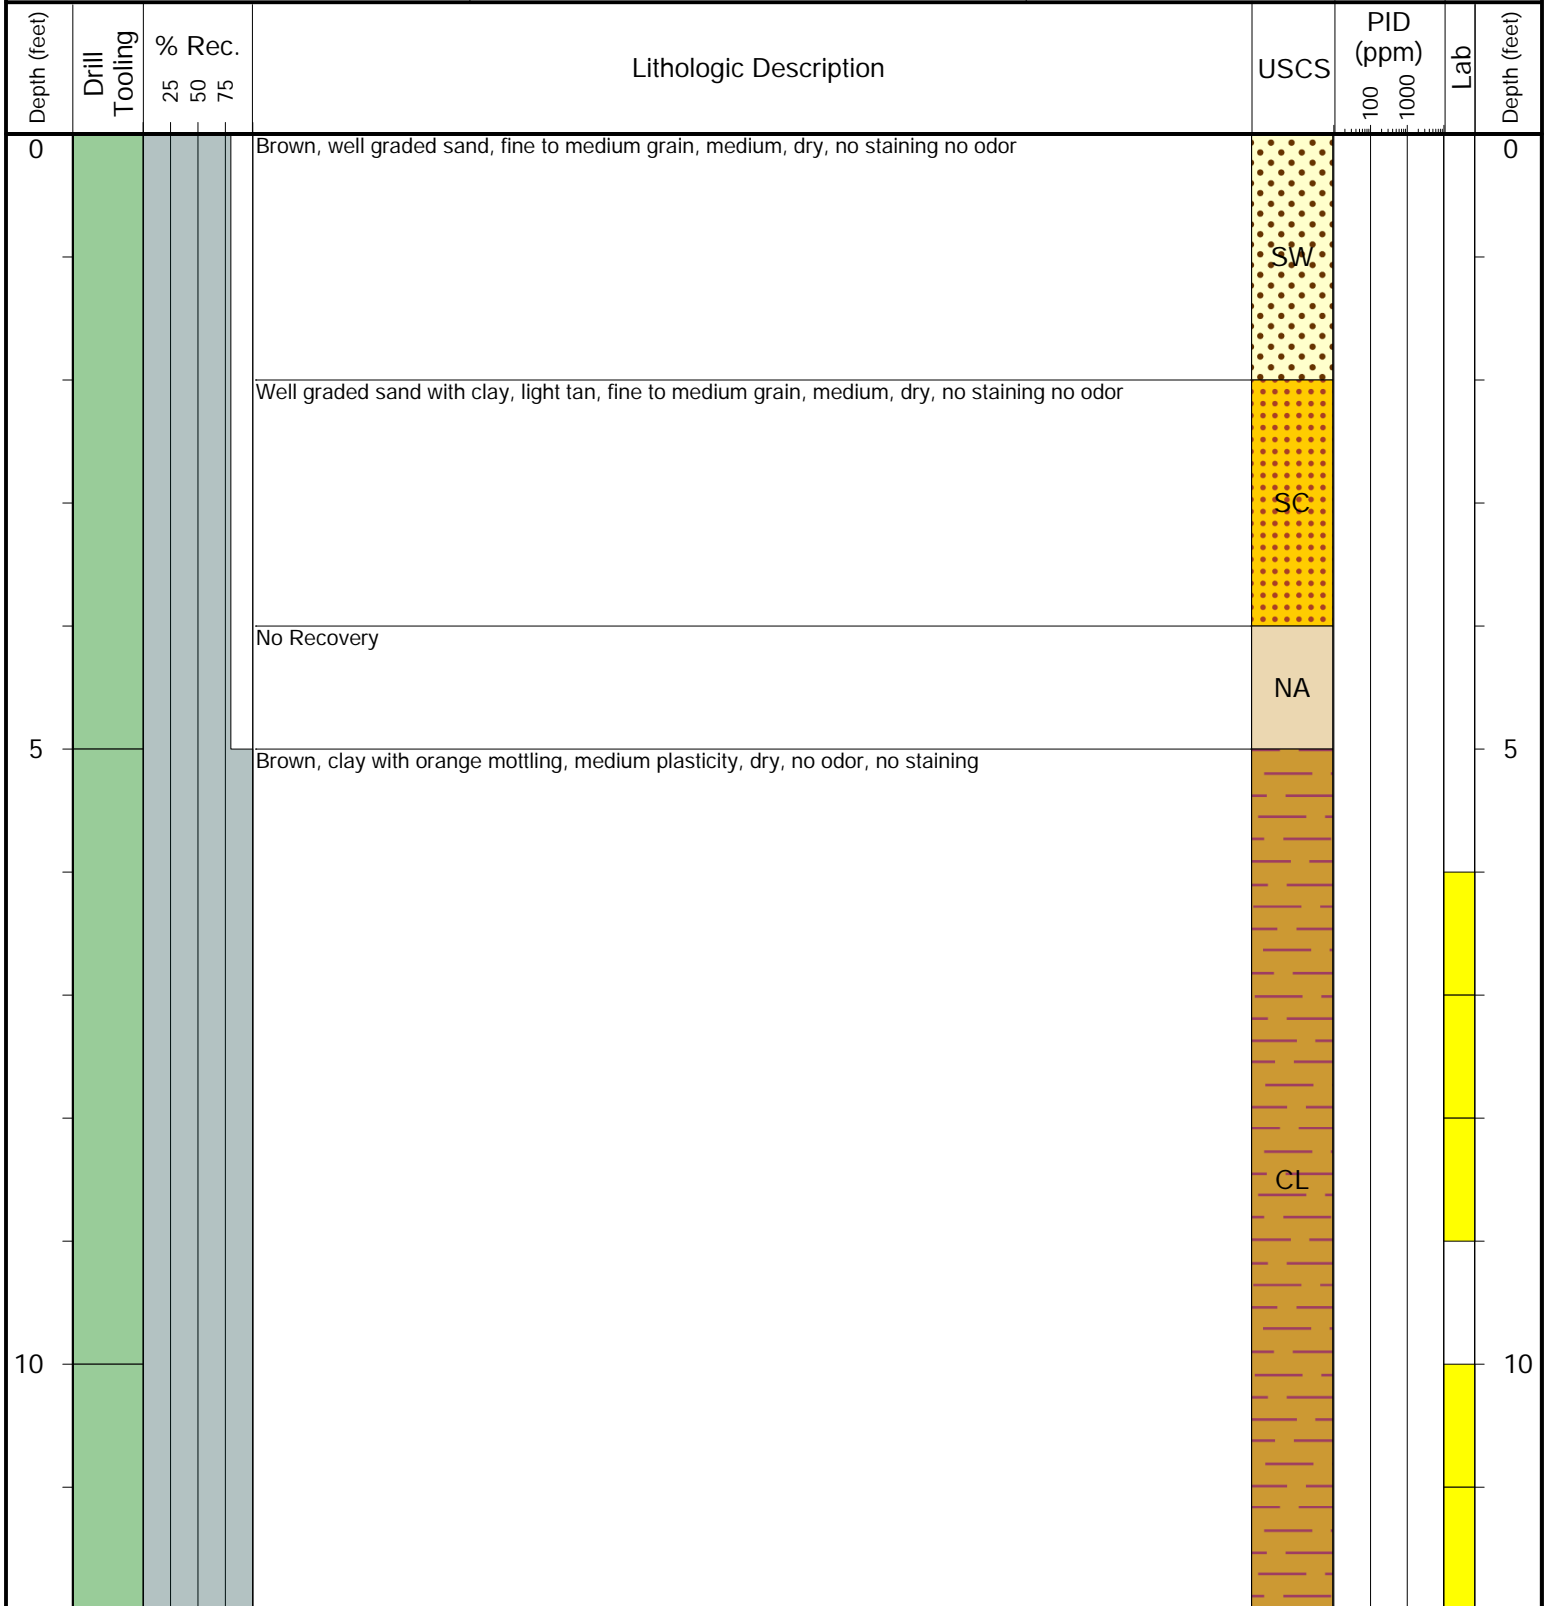 Depth (feet)
Drill Tooling
% Rec.
25 50 75
Lithologic Description
USCS
PID
(ppm)
100 1000
Lab
Depth (feet)
0
Brown, well graded sand, fine to medium grain, medium, dry, no staining no odor
0
SW
Well graded sand with clay, light tan, fine to medium grain, medium, dry, no staining no odor
SC
No Recovery
NA
5
Brown, clay with orange mottling, medium plasticity, dry, no odor, no staining
5
CL
10
10